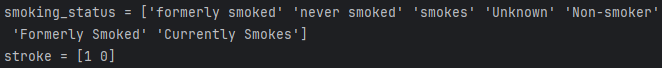 smoking_status = ['formerly smoked' 'never smoked' 'smokes' 'Unknown' 'Non-smoker'
 'Formerly Smoked' 'Currently Smokes']
stroke = [1 0]